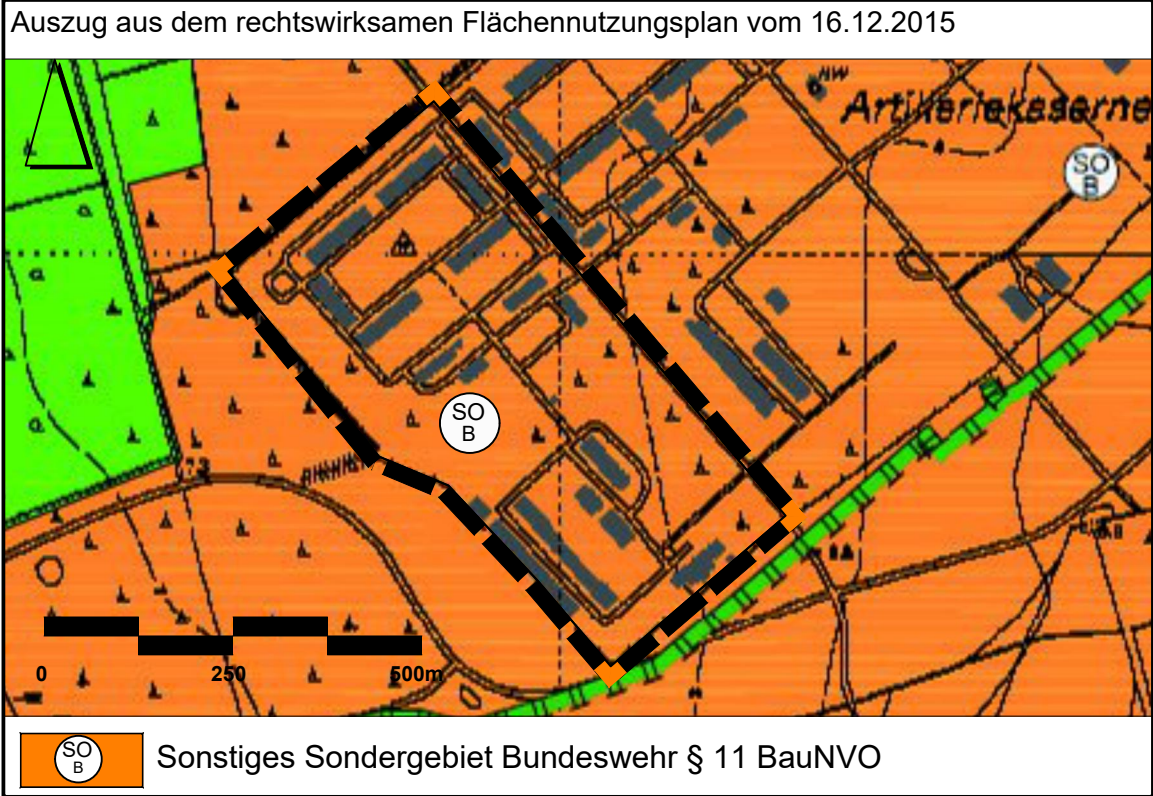 Auszug aus dem rechtswirksamen Flächennutzungsplan vom 16.12.2015
NW
Artilleriekaserne
SO
B
SO
B
73
0 250 500m
SO
B
Sonstiges Sondergebiet Bundeswehr § 11 BauNVO